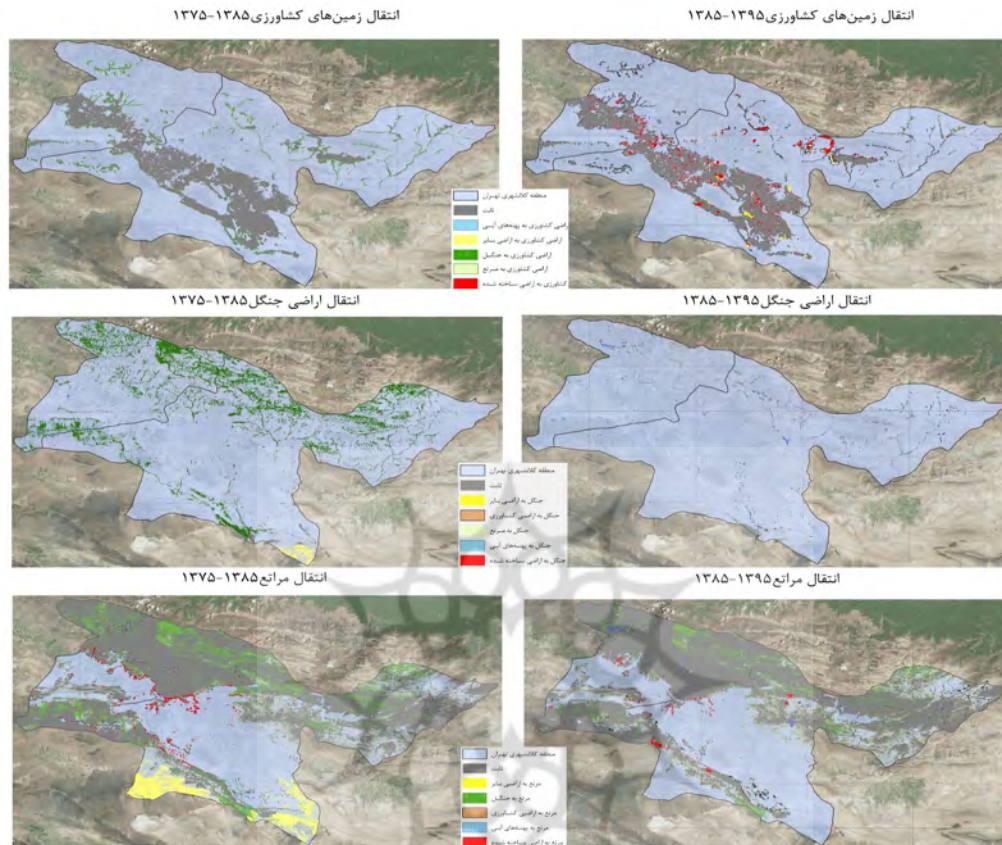 انتقال زمین‌های کشاورزی۱۳۸۵-۱۳۷۵
انتقال زمین‌های کشاورزی۱۳۹۵-۱۳۸۵
منطقه کلانشهری تهران
ثابت
راضی کشاورزی به پهنه‌های آبی
اراضی کشاورزی به اراضی بایر
اراضی کشاورزی به جنگل
اراضی کشاورزی به مرتع
کشاورزی به اراضی ساخته شده
انتقال اراضی جنگل۱۳۸۵-۱۳۷۵
انتقال اراضی جنگل۱۳۹۵-۱۳۸۵
منطقه کلانشهری تهران
ثابت
جنگل به اراضی بایر
جنگل به اراضی کشاورزی
جنگل به مرتع
جنگل به پهنه‌های آبی
جنگل به اراضی ساخته شده
انتقال مراتع۱۳۸۵-۱۳۷۵
انتقال مراتع۱۳۹۵-۱۳۸۵
منطقه کلانشهری تهران
ثابت
مرتع به اراضی بایر
مرتع به جنگل
مرتع به اراضی کشاورزی
مرتع به پهنه‌های آبی
مرتع به اراضی ساخته شده